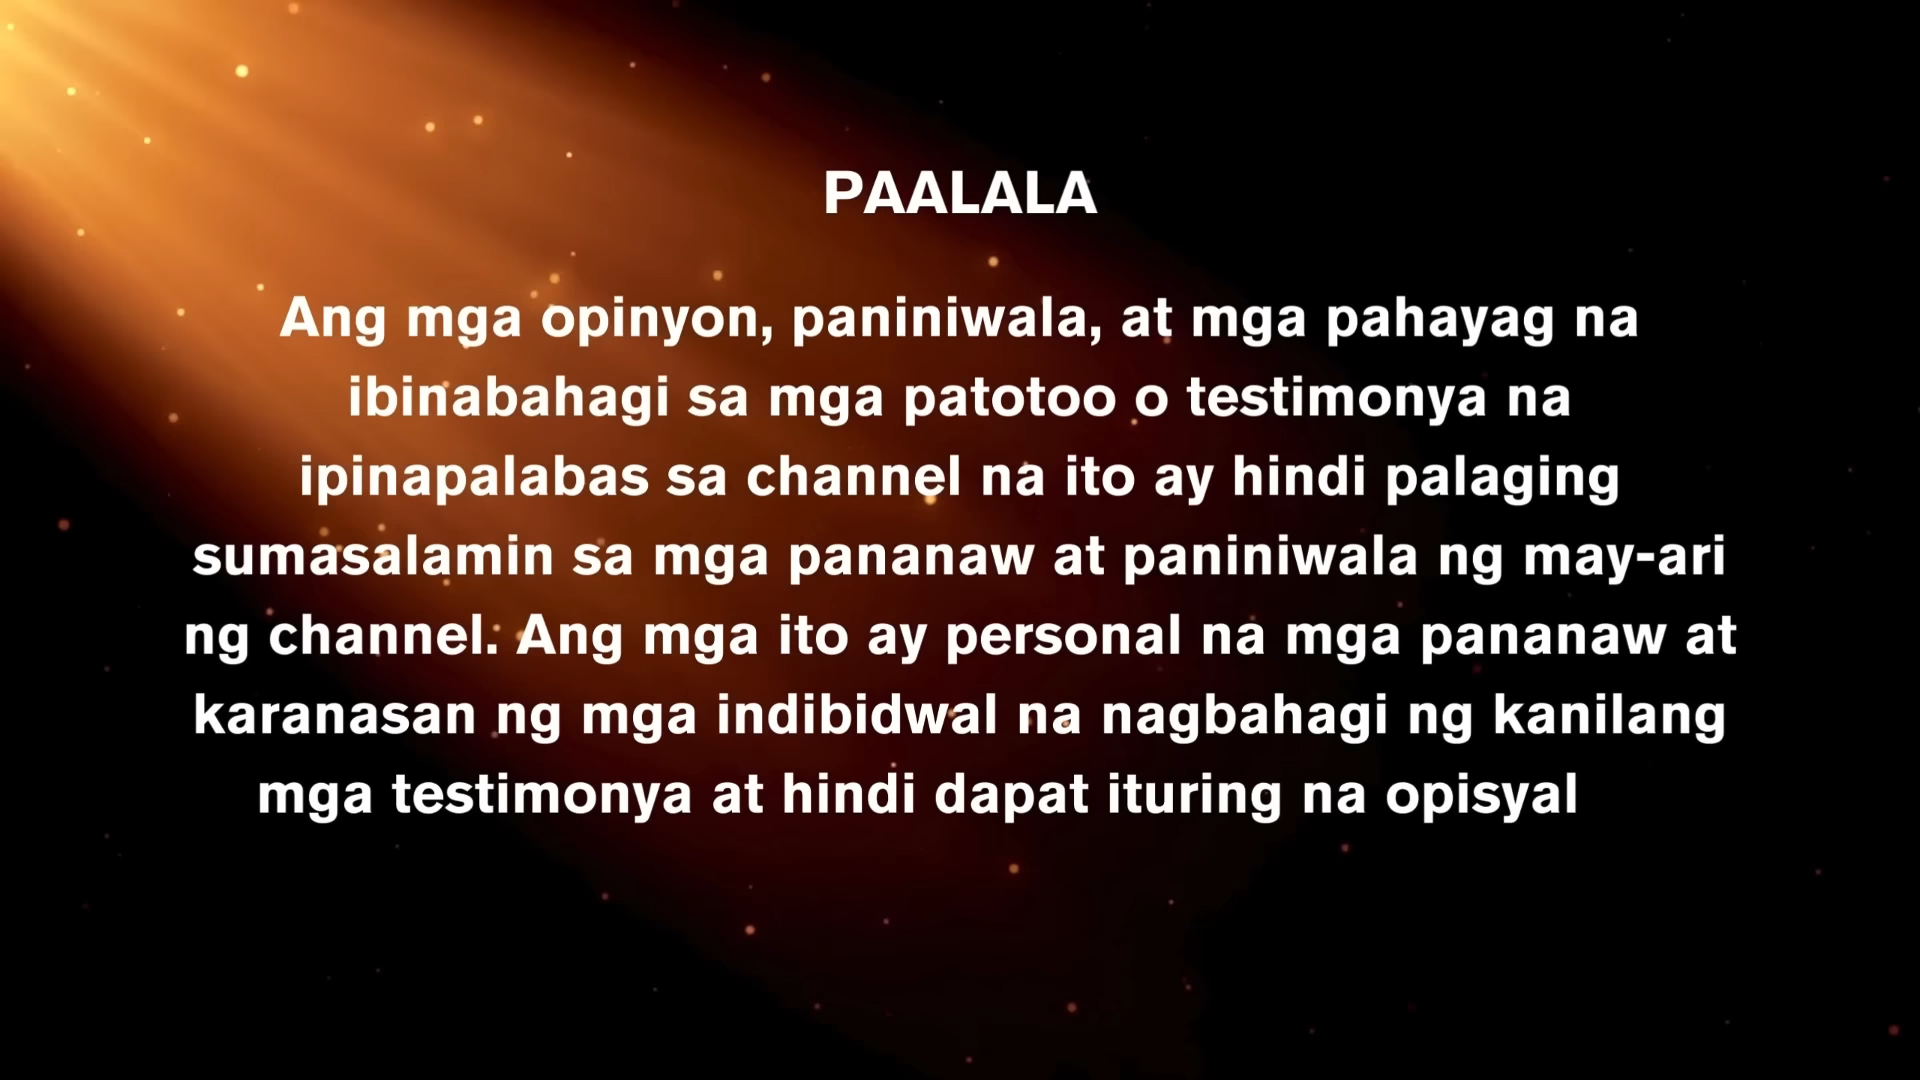 PAALALA
Ang mga opinyon, paniniwala, at mga pahayag na
ibinabahagi sa mga patotoo o testimonya na
ipinapalabas sa channel na ito ay hindi palaging
sumasalamin sa mga pananaw at paniniwala ng may-ari
ng channel. Ang mga ito ay personal na mga pananaw at
karanasan ng mga indibidwal na nagbahagi ng kanilang
mga testimonya at hindi dapat ituring na opisyal